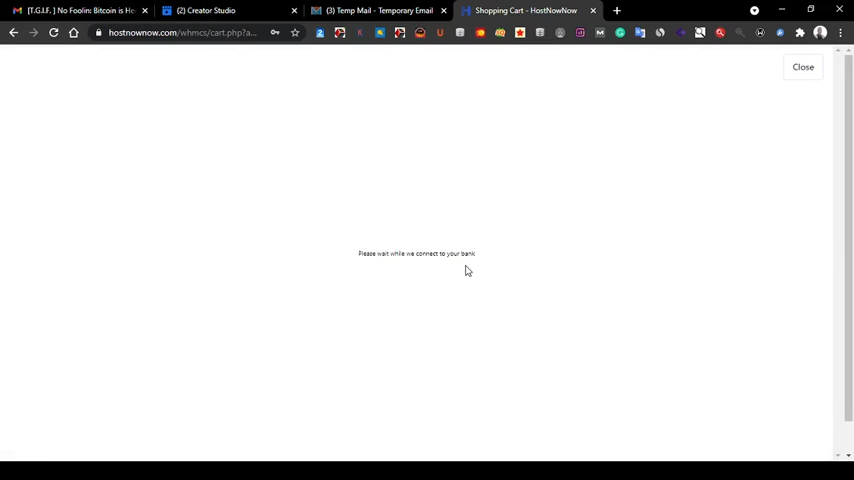 [T.G.I.F. ] No Foolin: Bitcoin is He
(2) Creator Studio
(3) Temp Mail - Temporary Email
Shopping Cart - HostNowNow
hostnownow.com/whmcs/cart.php?a...
Close
Please wait while we connect to your bank